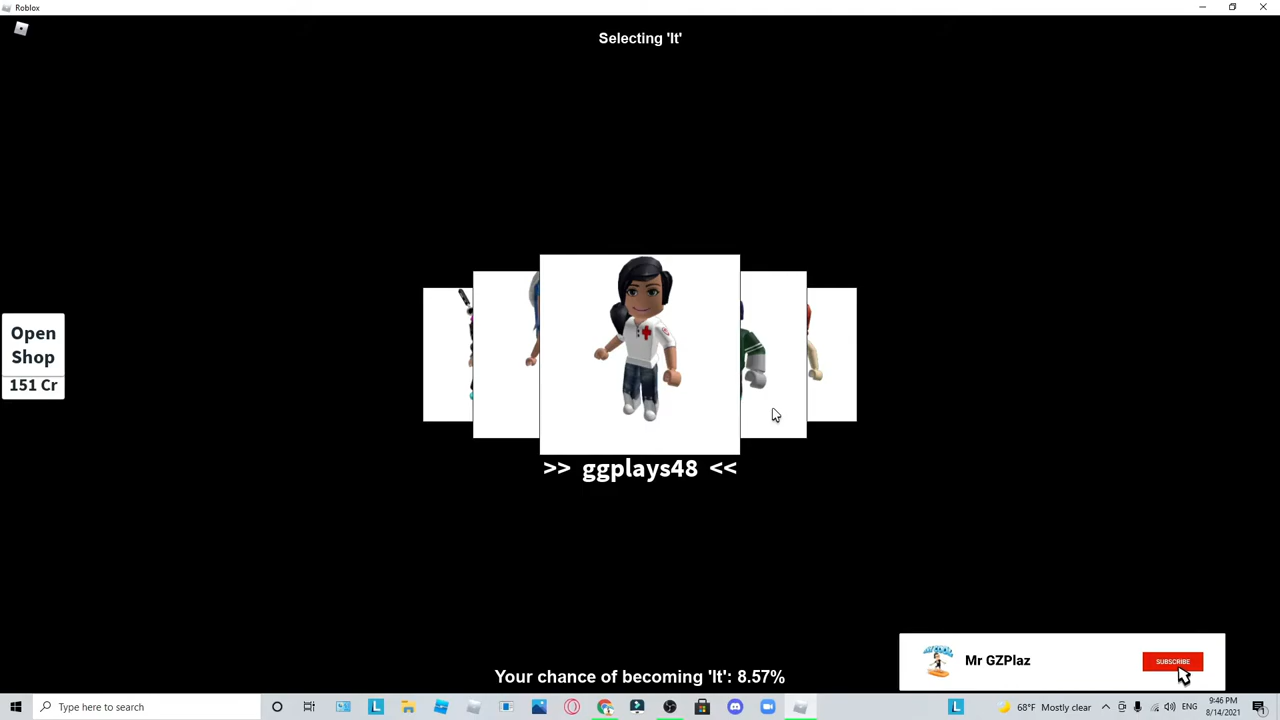 Roblox
Selecting 'It'
Open
Shop
151 Cr
>> ggplays48 <<
Your chance of becoming 'It': 8.57%
Mr GZPlaz
SUBSCRIBE
Type here to search
68°F Mostly clear
ENG
9:46 PM
8/14/2021